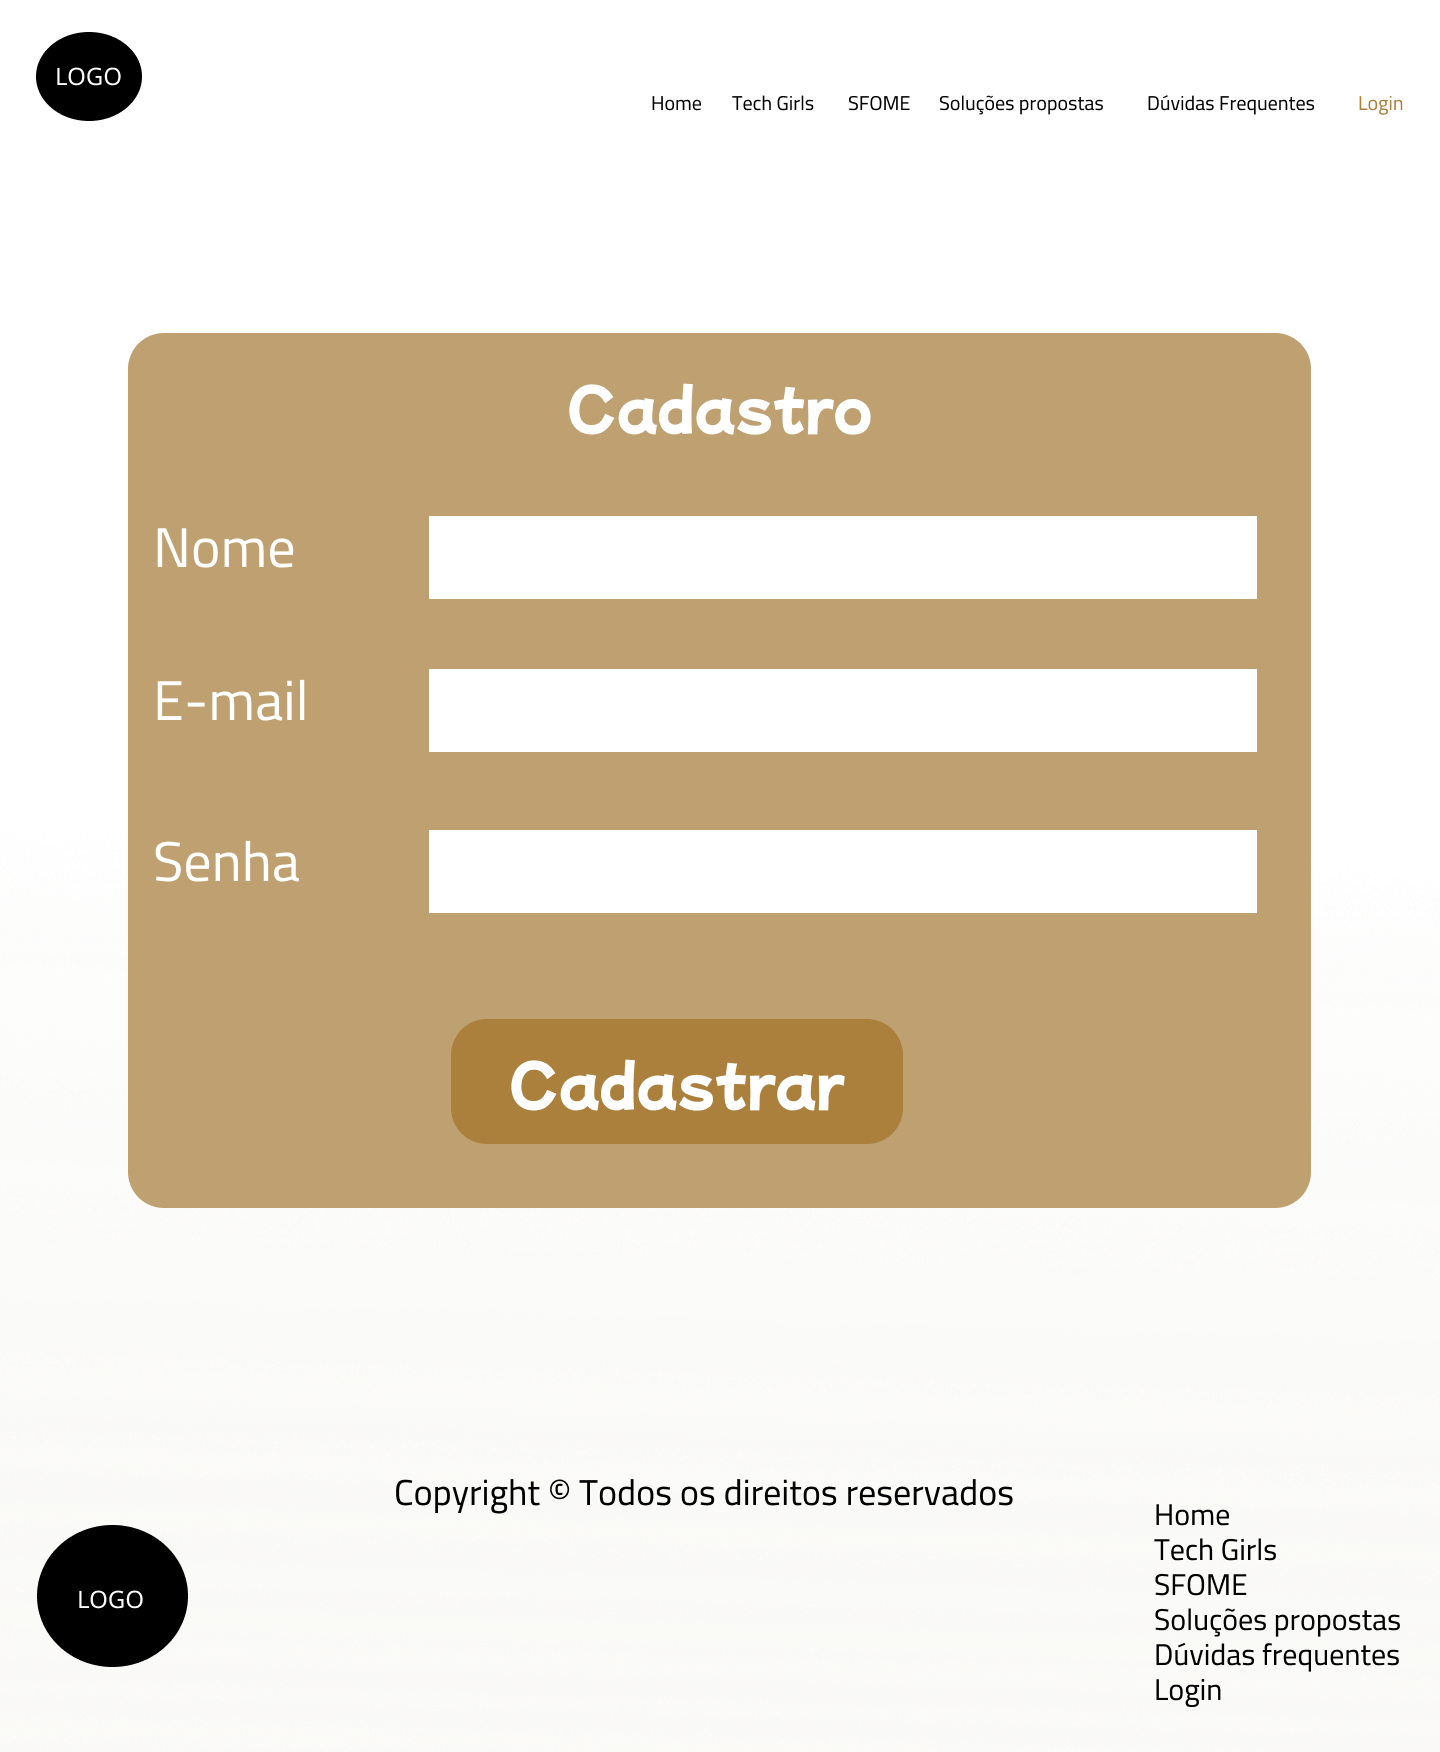 LOGO
Home Tech Girls SFOME Soluções propostas Dúvidas Frequentes Login
Cadastro
Nome
E-mail
Senha
Cadastrar
Copyright © Todos os direitos reservados
LOGO
Home
Tech Girls
SFOME
Soluções propostas
Dúvidas frequentes
Login